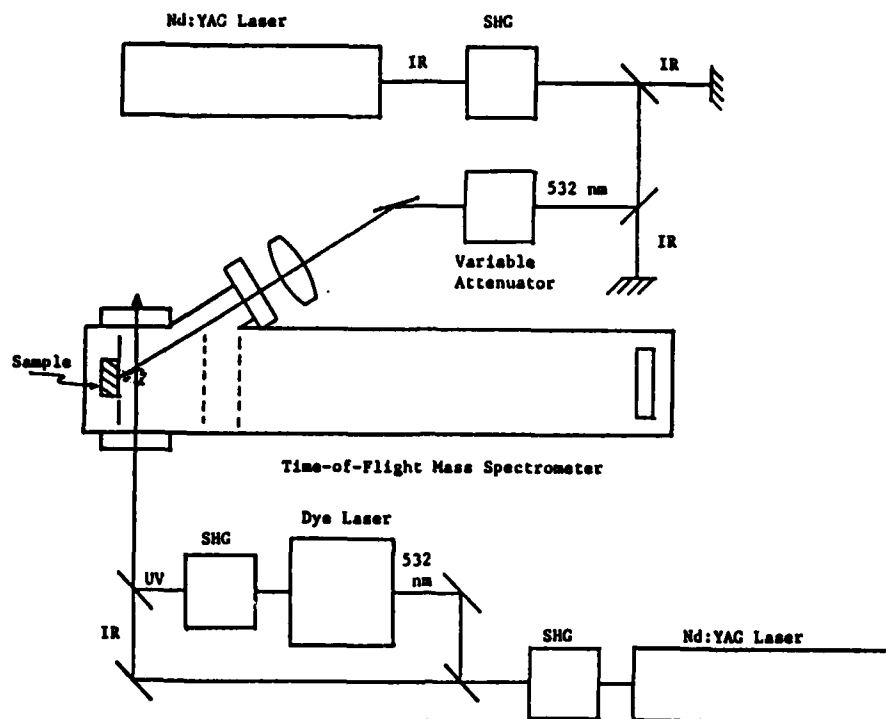 Nd:YAG Laser
SHG
IR
IR
532 nm
IR
Variable
Attenuator
Sample
Time-of-Flight Mass Spectrometer
Dye Laser
SHG
532
nm
UV
IR
SHG
Nd:YAG Laser